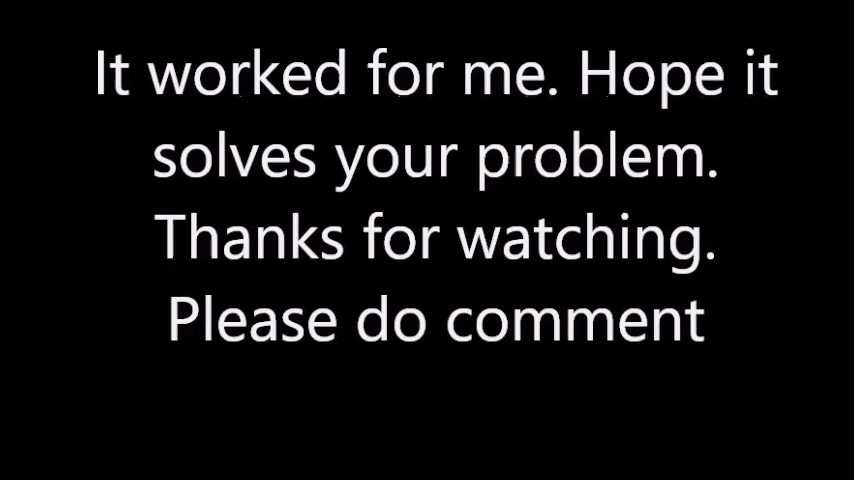 It worked for me. Hope it
solves your problem.
Thanks for watching.
Please do comment